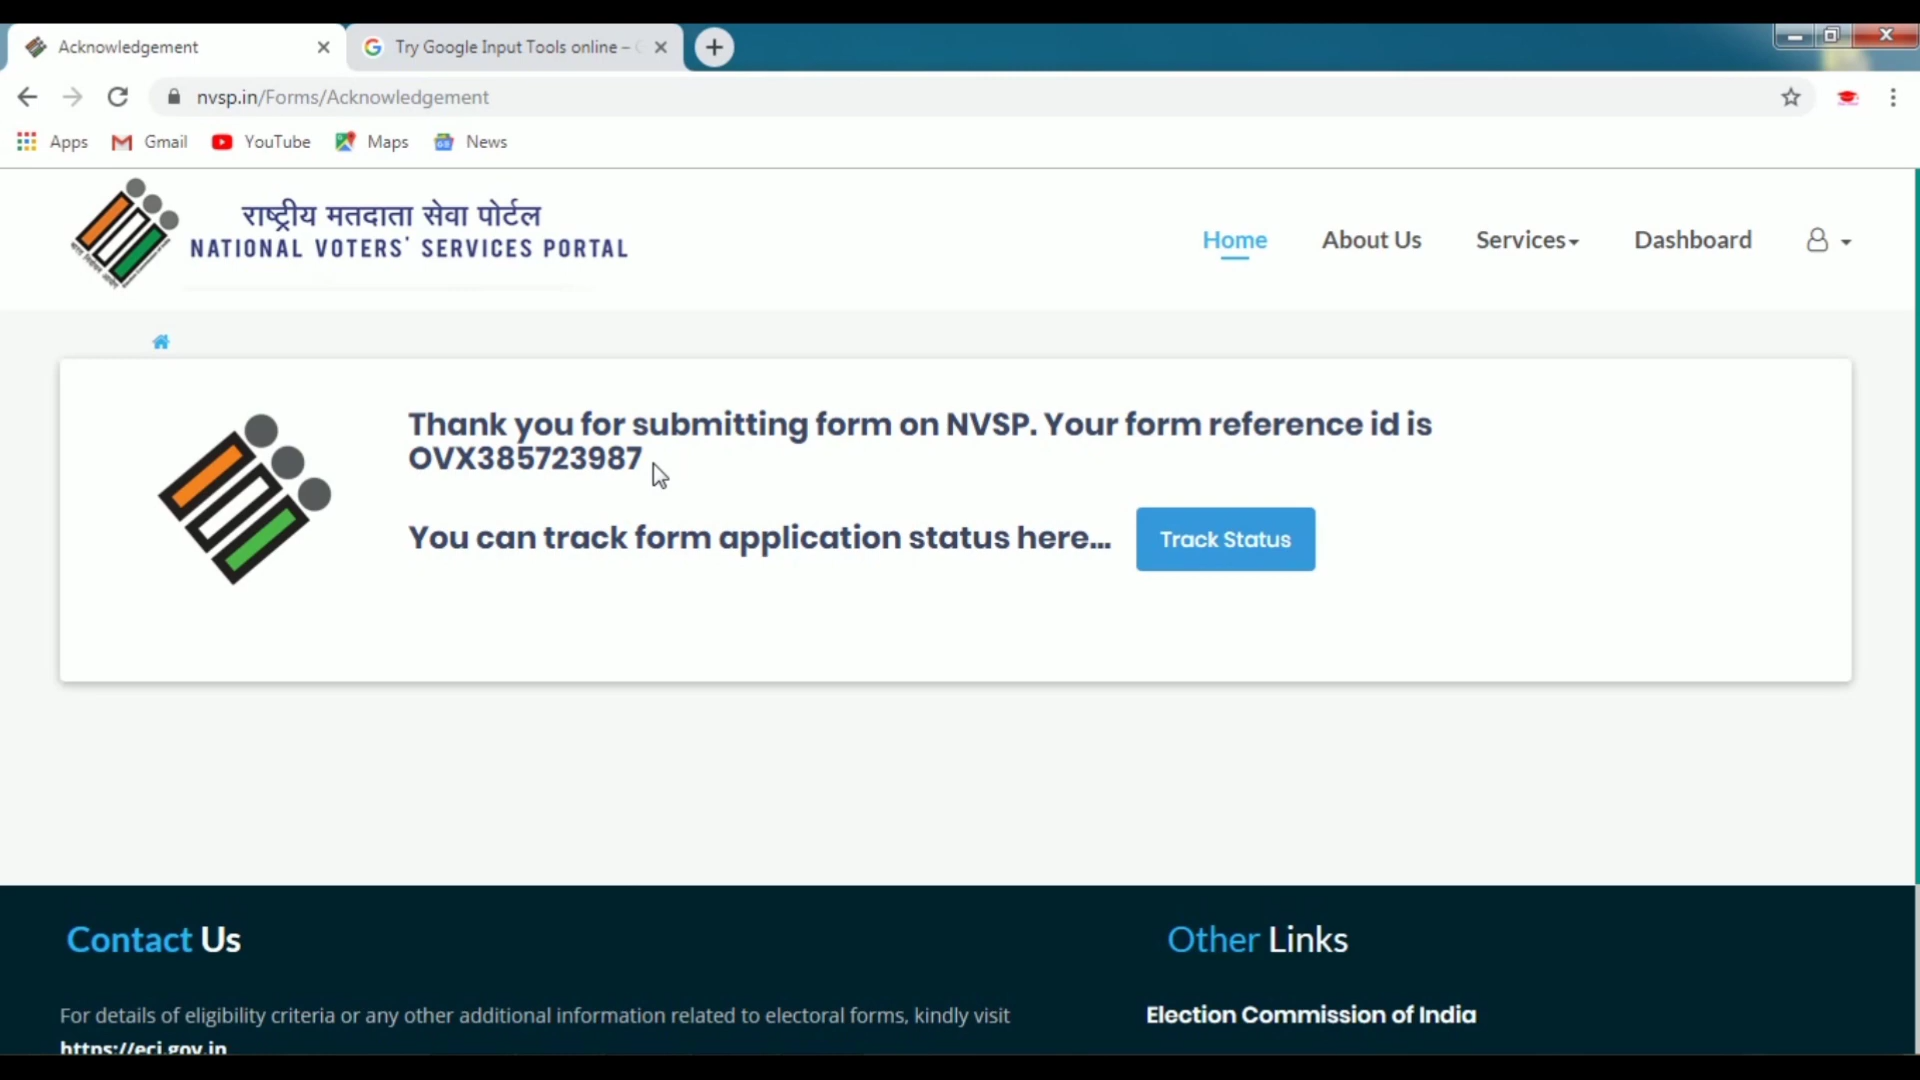 Acknowledgement
Try Google Input Tools online –
nvsp.in/Forms/Acknowledgement
Apps
Gmail
YouTube
Maps
News
राष्ट्रीय मतदाता सेवा पोर्टल
NATIONAL VOTERS' SERVICES PORTAL
Home
About Us
Services
Dashboard
Thank you for submitting form on NVSP. Your form reference id is
OVX385723987
You can track form application status here...
Track Status
Contact Us
Other Links
For details of eligibility criteria or any other additional information related to electoral forms, kindly visit
https://eci.gov.in
Election Commission of India